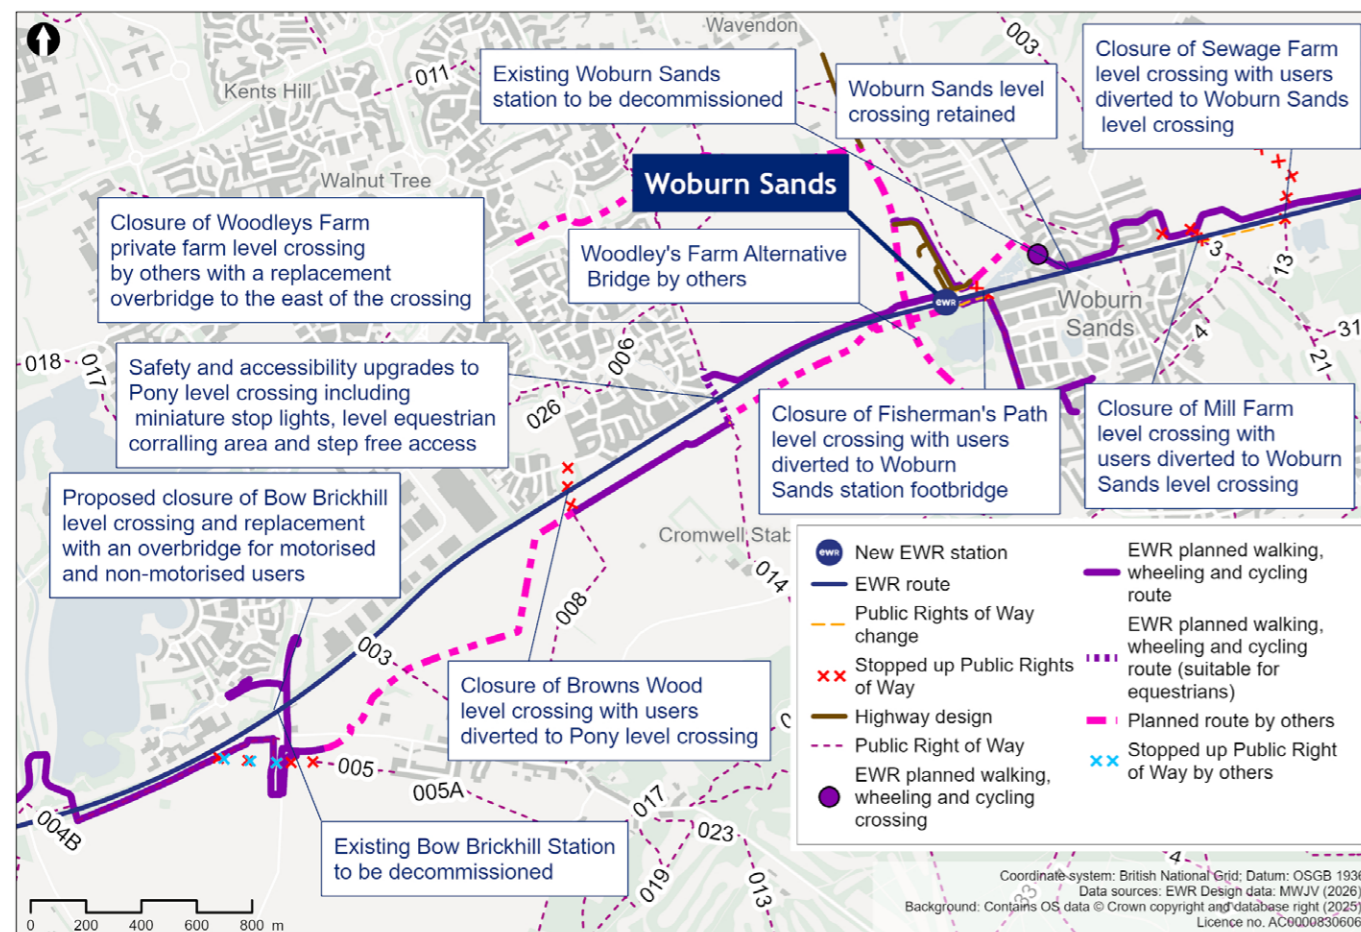 Wavendon
003
011
Kents Hill
Existing Woburn Sands
station to be decommissioned
Woburn Sands level
crossing retained
Closure of Sewage Farm
level crossing with users
diverted to Woburn Sands
level crossing
Walnut Tree
Woburn Sands
Closure of Woodleys Farm
private farm level crossing
by others with a replacement
overbridge to the east of the crossing
Woodley's Farm Alternative
Bridge by others
ewr
3
13
Woburn
Sands
4
31
21
018
017
006
026
Safety and accessibility upgrades to
Pony level crossing including
miniature stop lights, level equestrian
corralling area and step free access
Closure of Fisherman's Path
level crossing with users
diverted to Woburn
Sands station footbridge
Closure of Mill Farm
level crossing with
users diverted to Woburn
Sands level crossing
Proposed closure of Bow Brickhill
level crossing and replacement
with an overbridge for motorised
and non-motorised users
Cromwell Stab
014
008
003
Closure of Browns Wood
level crossing with users
diverted to Pony level crossing
005
005A
004B
017
023
019
013
Existing Bow Brickhill Station
to be decommissioned
ewr
New EWR station
EWR route
Public Rights of Way
change
Stopped up Public Rights
of Way
Highway design
Public Right of Way
EWR planned walking,
wheeling and cycling
crossing
EWR planned walking,
wheeling and cycling
route
EWR planned walking,
wheeling and cycling
route (suitable for
equestrians)
Planned route by others
Stopped up Public Right
of Way by others
4
33
Coordinate system: British National Grid; Datum: OSGB 1936
Data sources: EWR Design data: MWJV (2026)
Background: Contains OS data © Crown copyright and database right (2025)
Licence no. AC0000830606
0 200 400 600 800 m